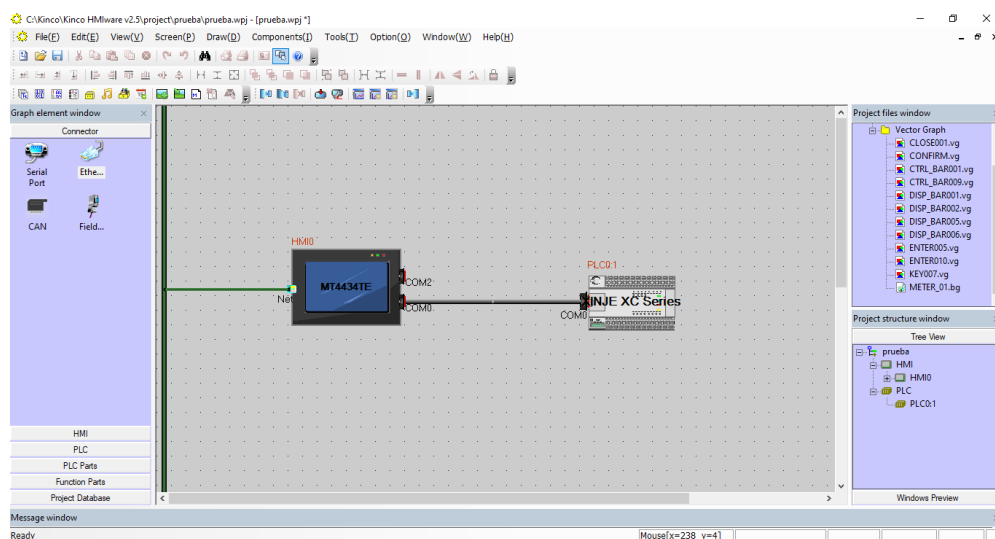 C:\Kinco\Kinco HMIware v2.5\project\prueba\prueba.wpj - [prueba.wpj *]
File(F) Edit(E) View(V) Screen(P) Draw(D) Components(I) Tools(T) Option(O) Window(W) Help(H)
Graph element window
Connector
Serial Port
Ethe...
CAN
Field...
HMI
PLC
PLC Parts
Function Parts
Project Database
HMI0
MT4434TE
Net
COM2
COM0
PLC0:1
XINJE XC Series
COM0
Project files window
Vector Graph
CLOSE001.vg
CONFIRM.vg
CTRL_BAR001.vg
CTRL_BAR009.vg
DISP_BAR001.vg
DISP_BAR002.vg
DISP_BAR005.vg
DISP_BAR006.vg
ENTER005.vg
ENTER010.vg
KEY007.vg
METER_01.bg
Project structure window
Tree View
prueba
HMI
HMI0
PLC
PLC0:1
Windows Preview
Message window
Ready
Mouse[x=238 y=4]